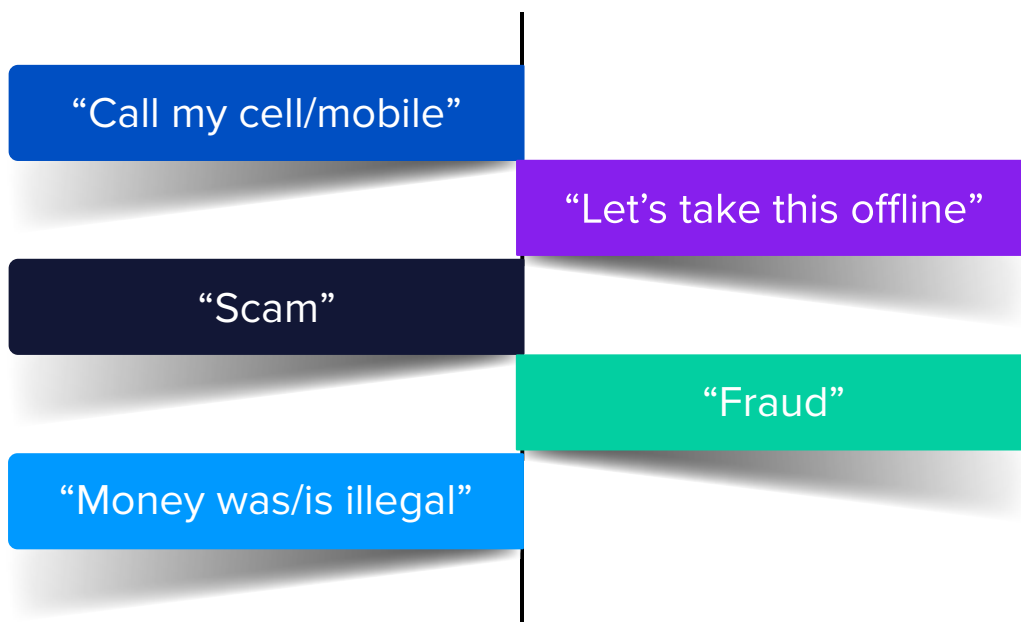 “Call my cell/mobile”
“Let’s take this offline”
“Scam”
“Fraud”
“Money was/is illegal”